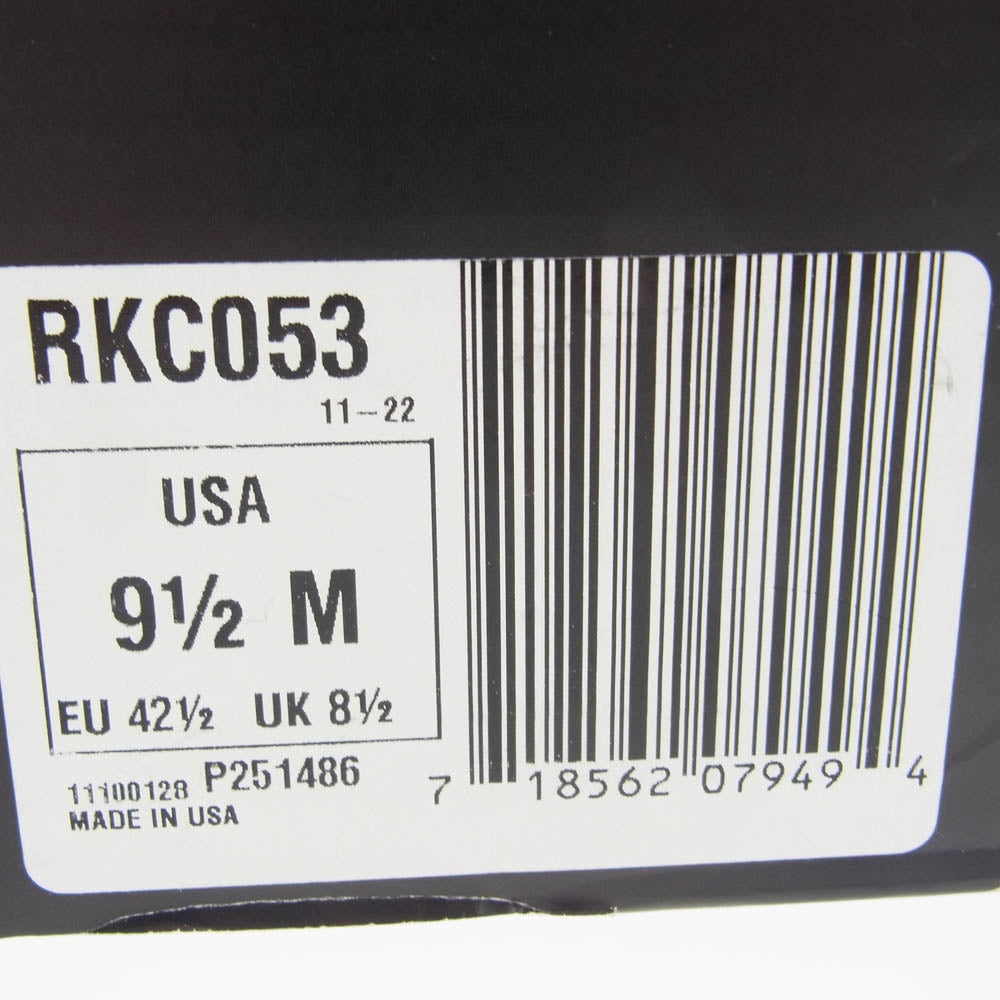 RKC053
11-22
USA
9½ M
EU 42½ UK 8½
11100128 P251486
MADE IN USA
7 18562 07949 4